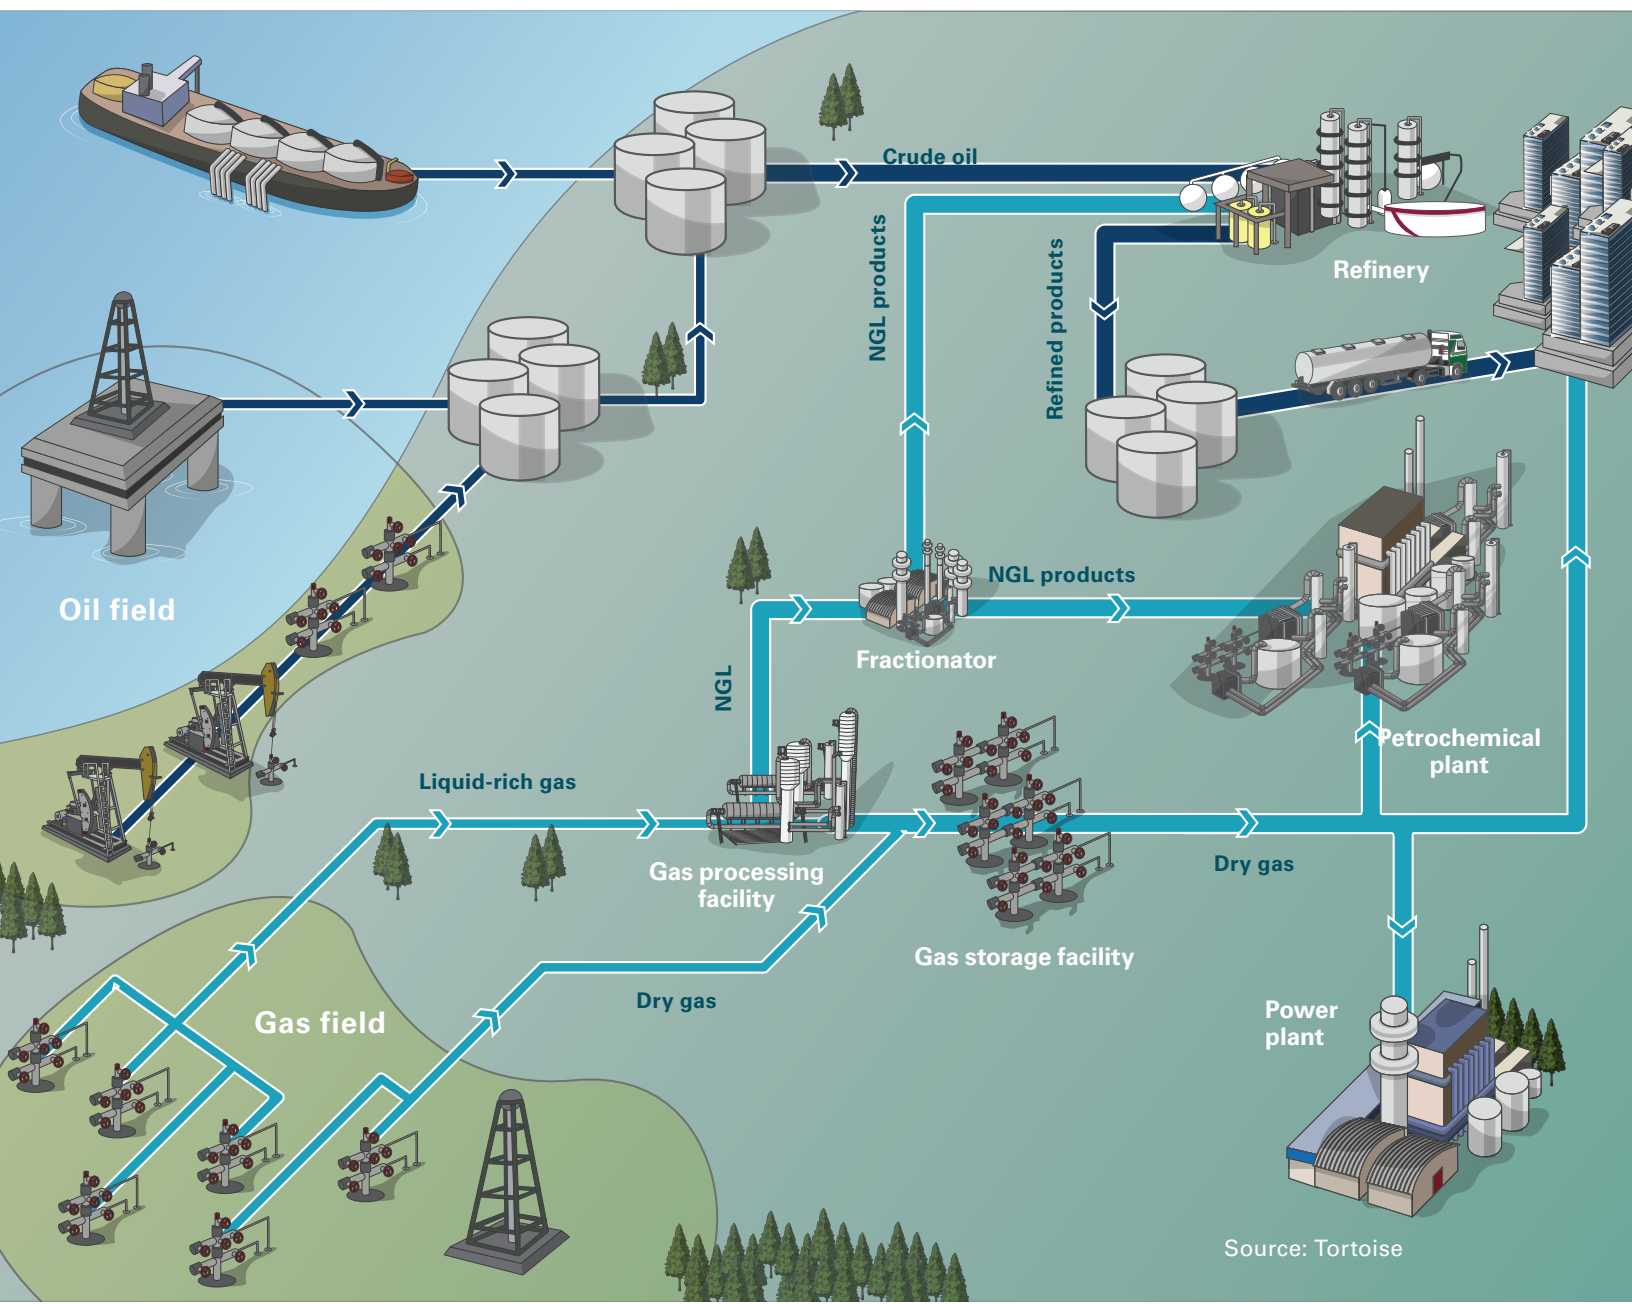 Crude oil
NGL products
Refined products
Refinery
Oil field
NGL products
Fractionator
NGL
Petrochemical
plant
Liquid-rich gas
Gas processing
facility
Dry gas
Gas storage facility
Dry gas
Gas field
Power
plant
Source: Tortoise